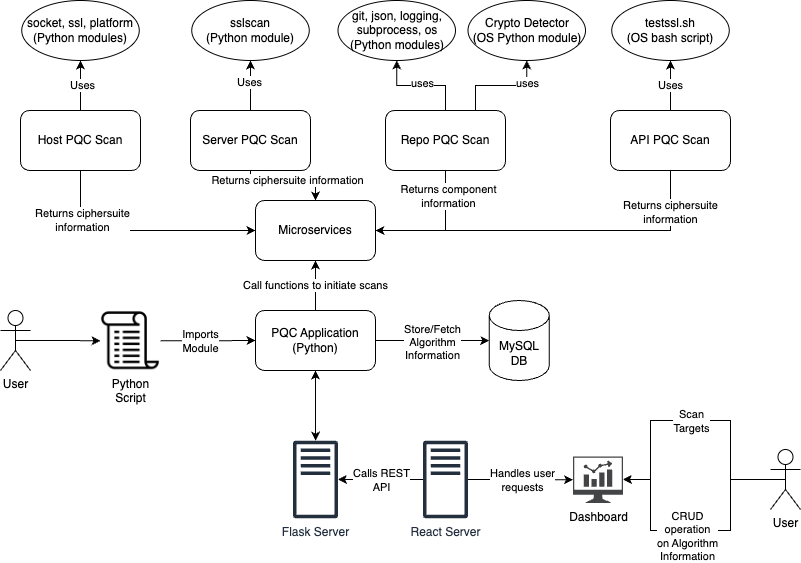 socket, ssl, platform
(Python modules)
sslscan
(Python module)
git, json, logging,
subprocess, os
(Python modules)
Crypto Detector
(OS Python module)
testssl.sh
(OS bash script)
Uses
Uses
uses
uses
Uses
Host PQC Scan
Server PQC Scan
Repo PQC Scan
API PQC Scan
Returns ciphersuite
information
Returns ciphersuite information
Returns component
information
Returns ciphersuite
information
Microservices
Call functions to initiate scans
User
Python
Script
Imports
Module
PQC Application
(Python)
Store/Fetch
Algorithm
Information
MySQL
DB
Flask Server
Calls REST
API
React Server
Handles user
requests
Dashboard
Scan
Targets
CRUD
operation
on Algorithm
Information
User